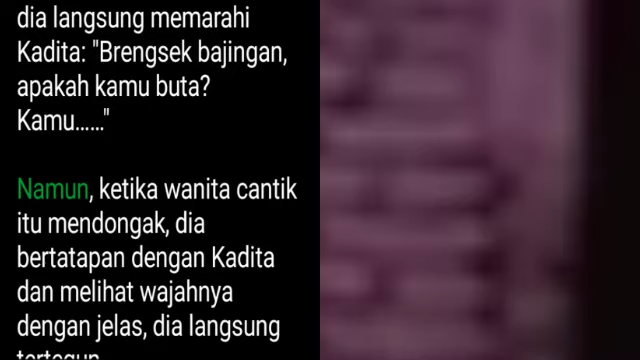 dia langsung memarahi
Kadita: "Brengsek bajingan,
apakah kamu buta?
Kamu......"
Namun, ketika wanita cantik
itu mendongak, dia
bertatapan dengan Kadita
dan melihat wajahnya
dengan jelas, dia langsung
tertegun